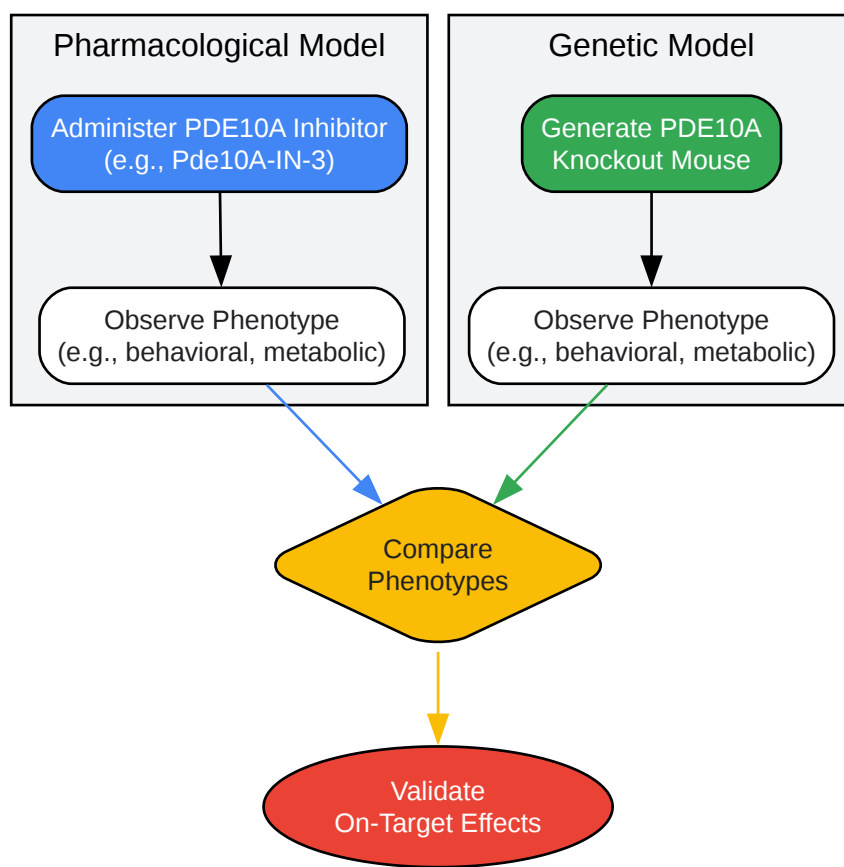 Pharmacological Model
Administer PDE10A Inhibitor
(e.g., Pde10A-IN-3)
Observe Phenotype
(e.g., behavioral, metabolic)
Genetic Model
Generate PDE10A
Knockout Mouse
Observe Phenotype
(e.g., behavioral, metabolic)
Compare
Phenotypes
Validate
On-Target Effects